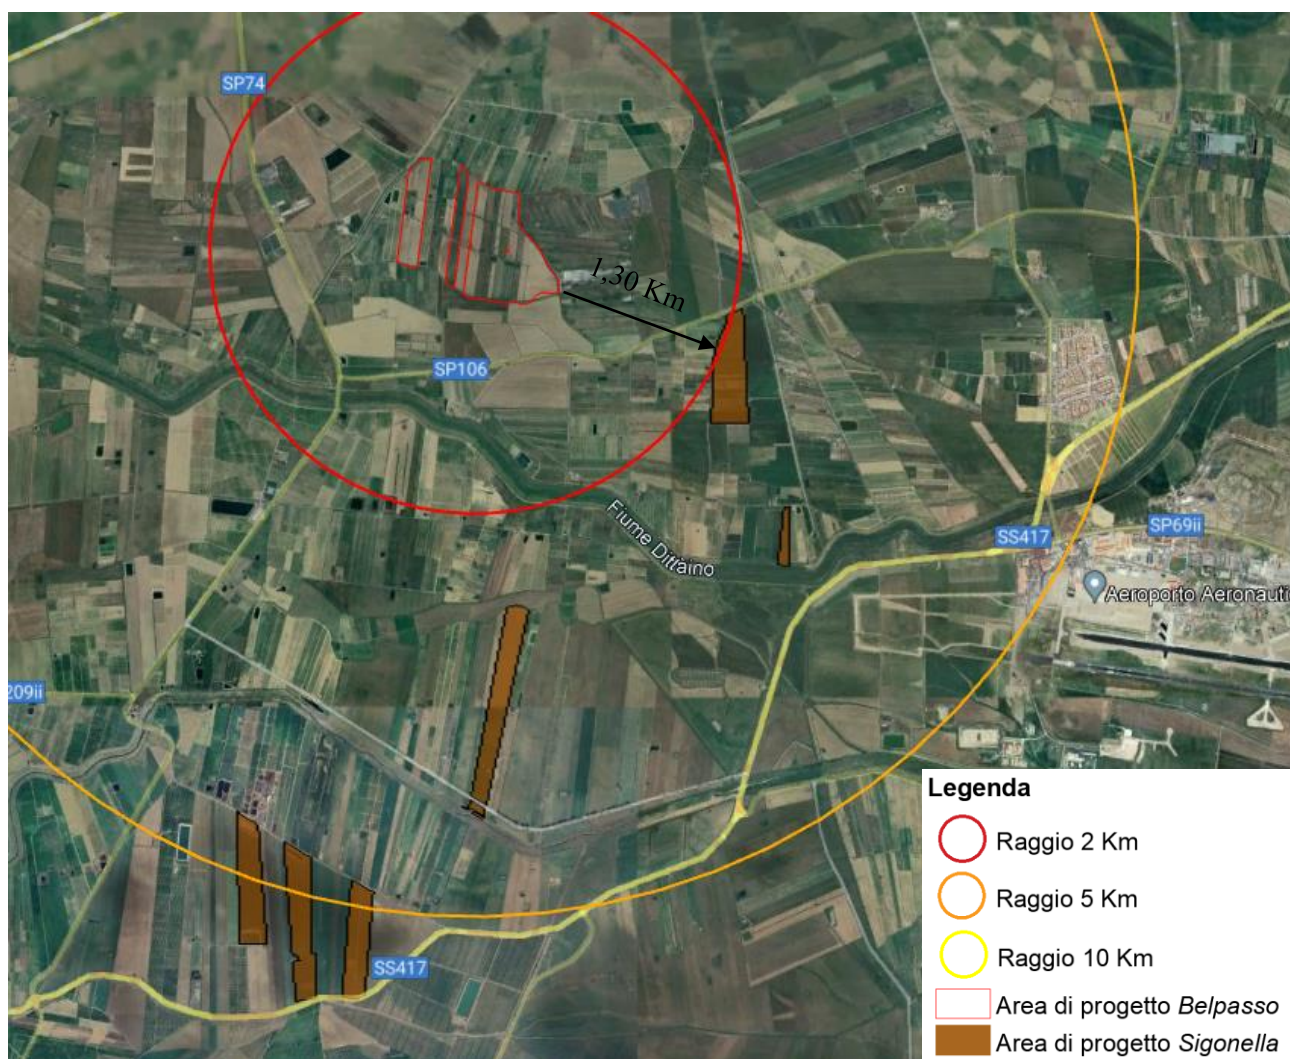 SP74
1,30 Km
SP106
Fiume Dittaino
SS417
SP69ii
Aeroporto Aeronautic
209ii
SS417
Legenda
Raggio 2 Km
Raggio 5 Km
Raggio 10 Km
Area di progetto Belpasso
Area di progetto Sigonella